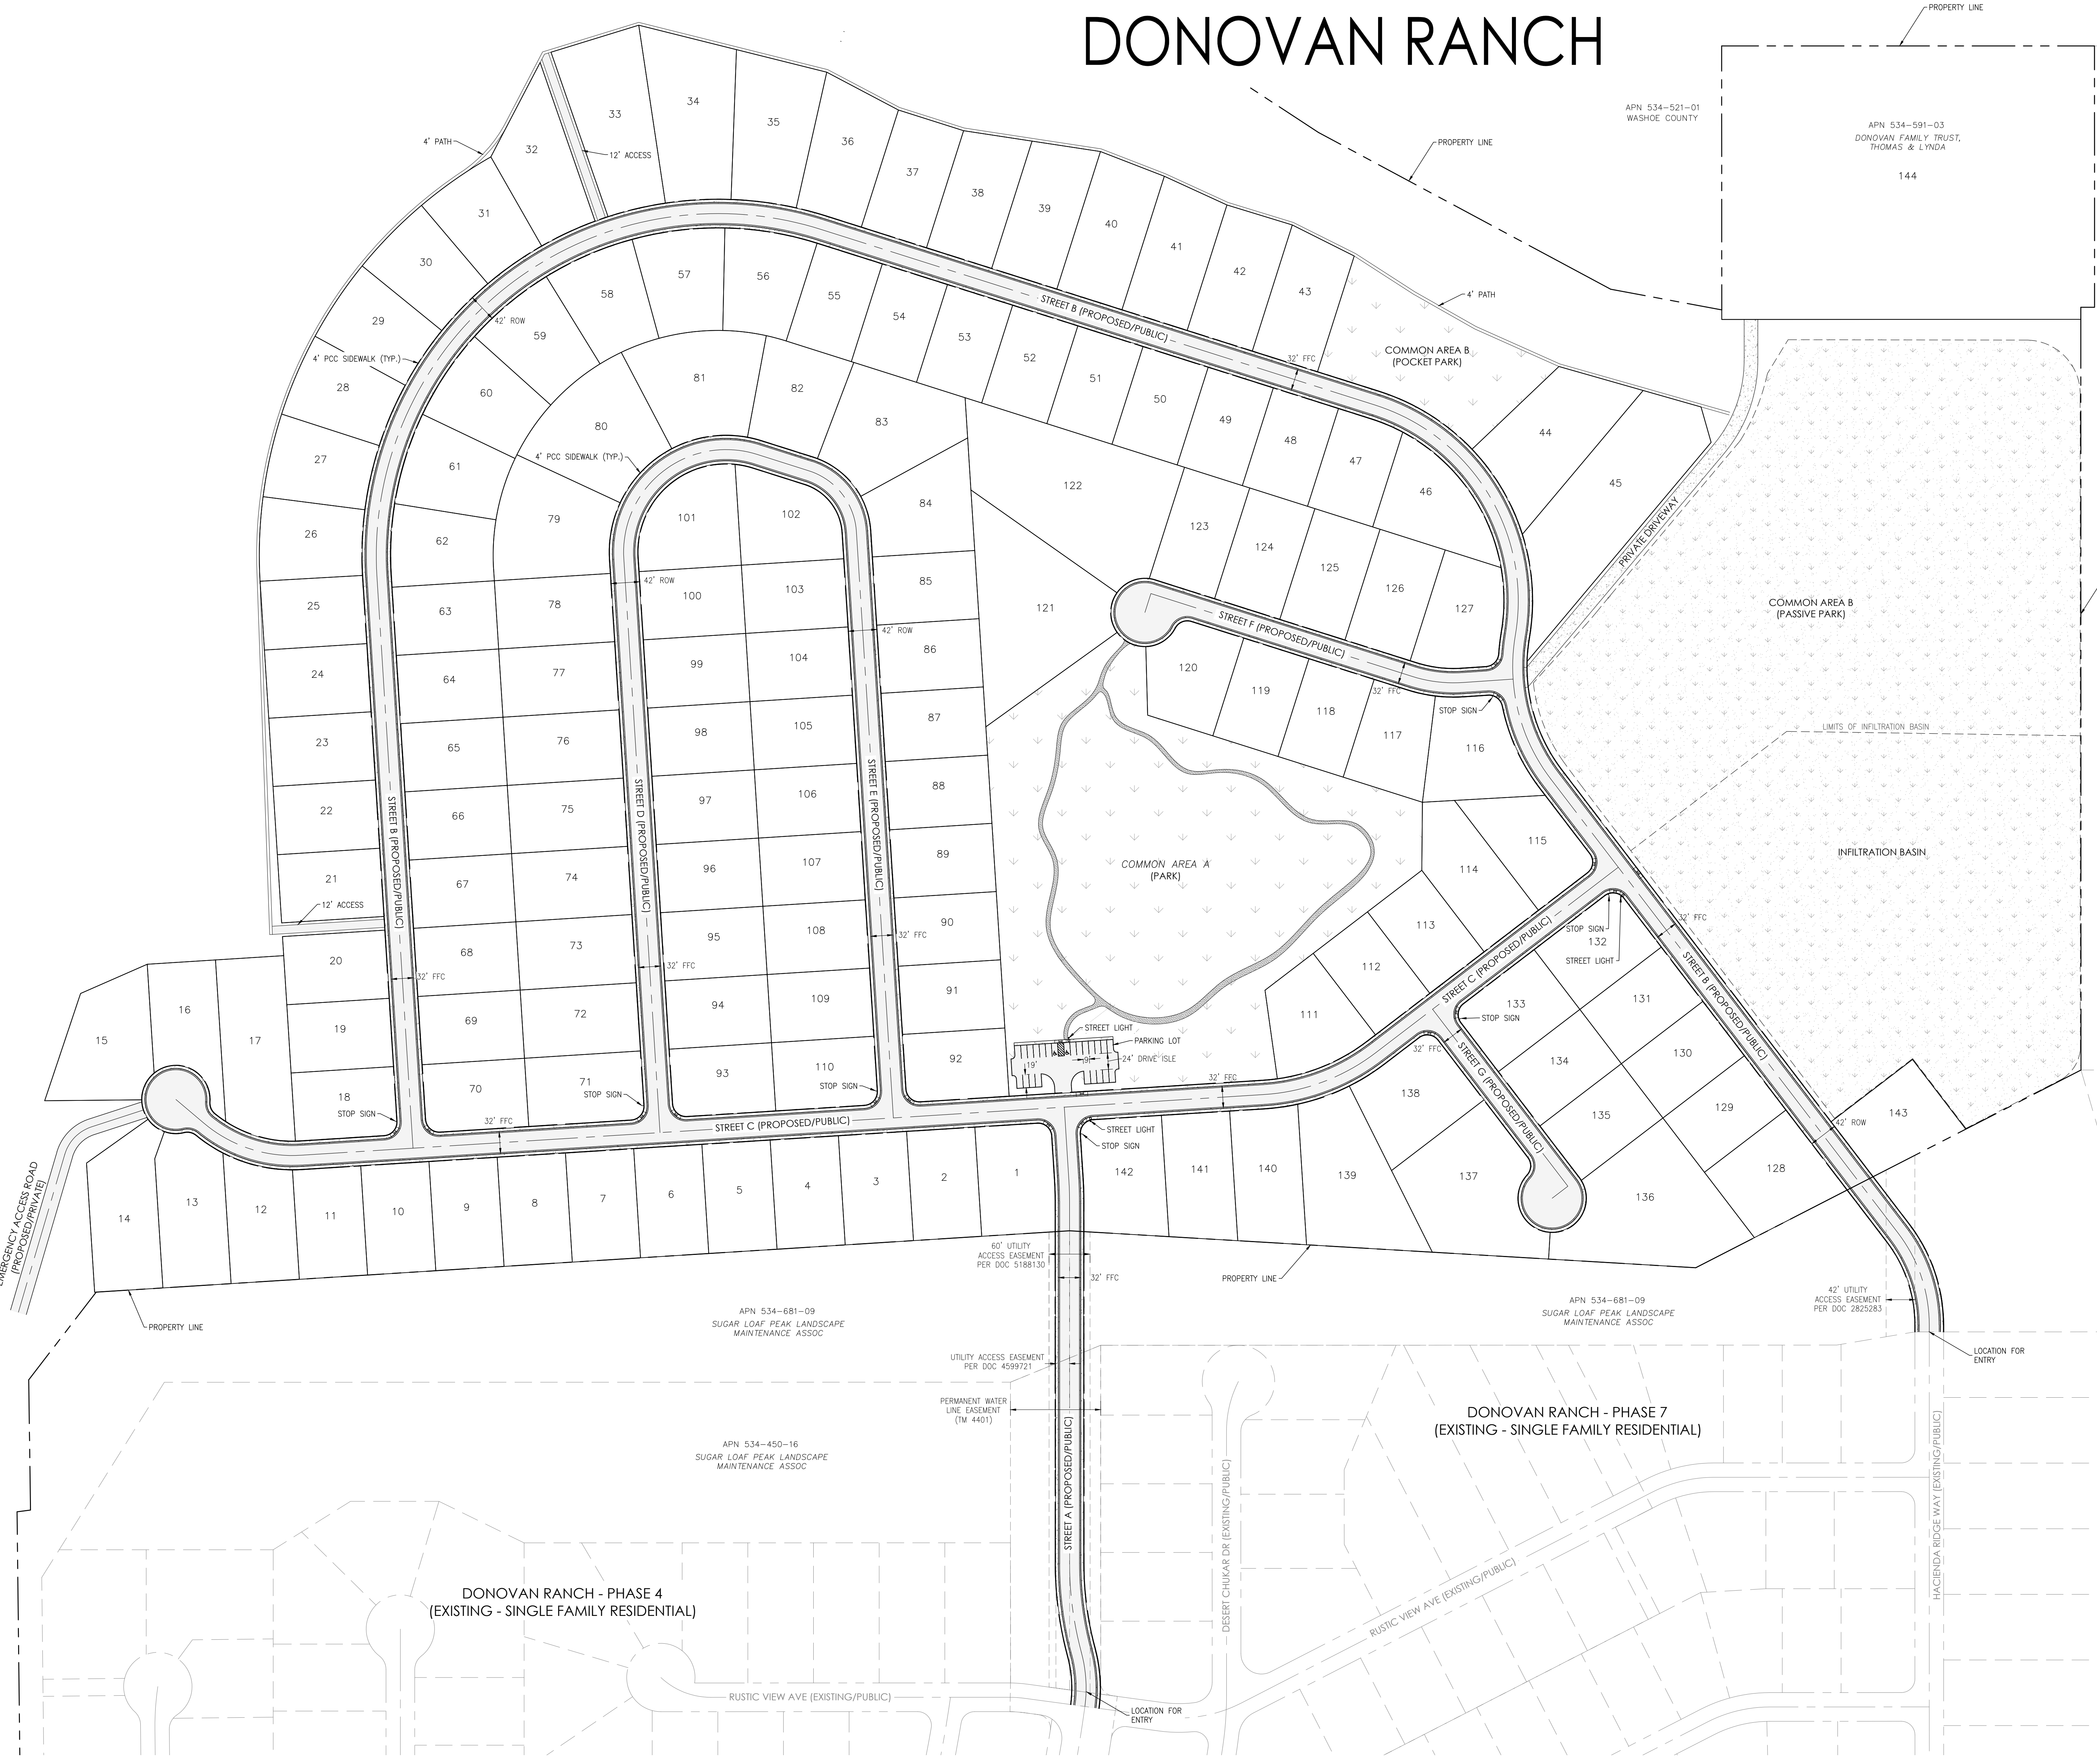 DONOVAN RANCH
PROPERTY LINE
APN 534-521-01
WASHOE COUNTY
APN 534-591-03
DONOVAN FAMILY TRUST,
THOMAS & LYNDA
144
PROPERTY LINE
4' PATH
12' ACCESS
32
33
34
35
36
37
38
39
40
41
42
43
4' PATH
COMMON AREA B
(POCKET PARK)
31
30
29
28
27
26
25
24
23
22
21
12' ACCESS
20
19
18
STOP SIGN
42' ROW
4' PCC SIDEWALK (TYP.)
STREET B (PROPOSED/PUBLIC)
32' FFC
44
45
PRIVATE DRIVEWAY
COMMON AREA B
(PASSIVE PARK)
LIMITS OF INFILTRATION BASIN
INFILTRATION BASIN
57
56
55
54
53
52
51
50
49
48
47
46
58
59
60
61
62
63
64
65
66
67
68
69
70
STREET B (PROPOSED/PUBLIC)
32' FFC
81
82
83
80
4' PCC SIDEWALK (TYP.)
79
78
77
76
75
74
73
72
71
STOP SIGN
STREET D (PROPOSED/PUBLIC)
42' ROW
32' FFC
101
102
100
103
99
104
98
105
97
106
96
107
95
108
94
109
93
110
STOP SIGN
STREET E (PROPOSED/PUBLIC)
42' ROW
32' FFC
84
85
86
87
88
89
90
91
92
122
121
123
124
125
126
127
STREET F (PROPOSED/PUBLIC)
32' FFC
STOP SIGN
120
119
118
117
116
115
114
113
112
111
COMMON AREA A
(PARK)
STREET LIGHT
PARKING LOT
24' DRIVE ISLE
9'
19'
32' FFC
STREET C (PROPOSED/PUBLIC)
STOP SIGN
132
STREET LIGHT
32' FFC
STREET B (PROPOSED/PUBLIC)
133
STOP SIGN
131
134
130
135
129
136
128
143
42' ROW
32' FFC
STREET G (PROPOSED/PUBLIC)
138
137
139
140
141
142
STREET LIGHT
STOP SIGN
15
16
17
32' FFC
STREET C (PROPOSED/PUBLIC)
14
13
12
11
10
9
8
7
6
5
4
3
2
1
EMERGENCY ACCESS ROAD
(PROPOSED/PRIVATE)
PROPERTY LINE
60' UTILITY
ACCESS EASEMENT
PER DOC 5188130
32' FFC
PROPERTY LINE
APN 534-681-09
SUGAR LOAF PEAK LANDSCAPE
MAINTENANCE ASSOC
APN 534-681-09
SUGAR LOAF PEAK LANDSCAPE
MAINTENANCE ASSOC
42' UTILITY
ACCESS EASEMENT
PER DOC 2825283
LOCATION FOR
ENTRY
UTILITY ACCESS EASEMENT
PER DOC 4599721
PERMANENT WATER
LINE EASEMENT
(TM 4401)
APN 534-450-16
SUGAR LOAF PEAK LANDSCAPE
MAINTENANCE ASSOC
STREET A (PROPOSED/PUBLIC)
DESERT CHUKAR DR (EXISTING/PUBLIC)
DONOVAN RANCH - PHASE 7
(EXISTING - SINGLE FAMILY RESIDENTIAL)
HACIENDA RIDGE WAY (EXISTING/PUBLIC)
RUSTIC VIEW AVE (EXISTING/PUBLIC)
DONOVAN RANCH - PHASE 4
(EXISTING - SINGLE FAMILY RESIDENTIAL)
RUSTIC VIEW AVE (EXISTING/PUBLIC)
LOCATION FOR
ENTRY